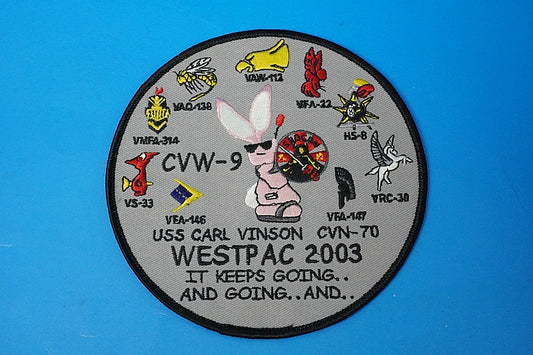 VAW-112
VAQ-138
VFA-22
VMFA-314
HS-8
CVW-9
VS-33
VFA-146
VFA-147
VRC-30
USS CARL VINSON CVN-70
WESTPAC 2003
IT KEEPS GOING..
AND GOING..AND..